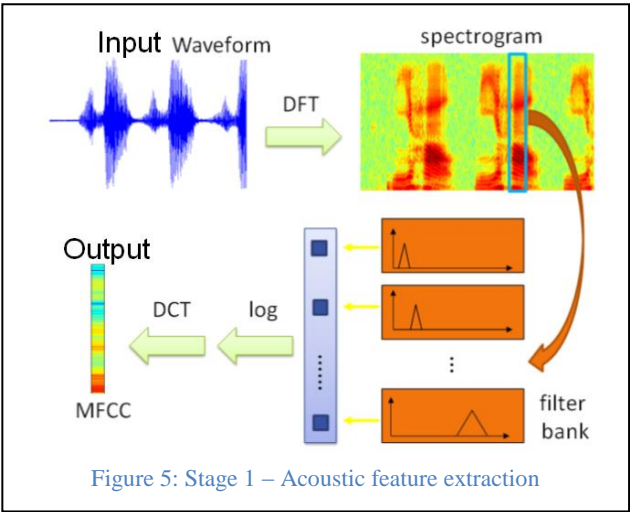 Input Waveform
spectrogram
DFT
Output
DCT
log
MFCC
filter
bank
Figure 5: Stage 1 – Acoustic feature extraction